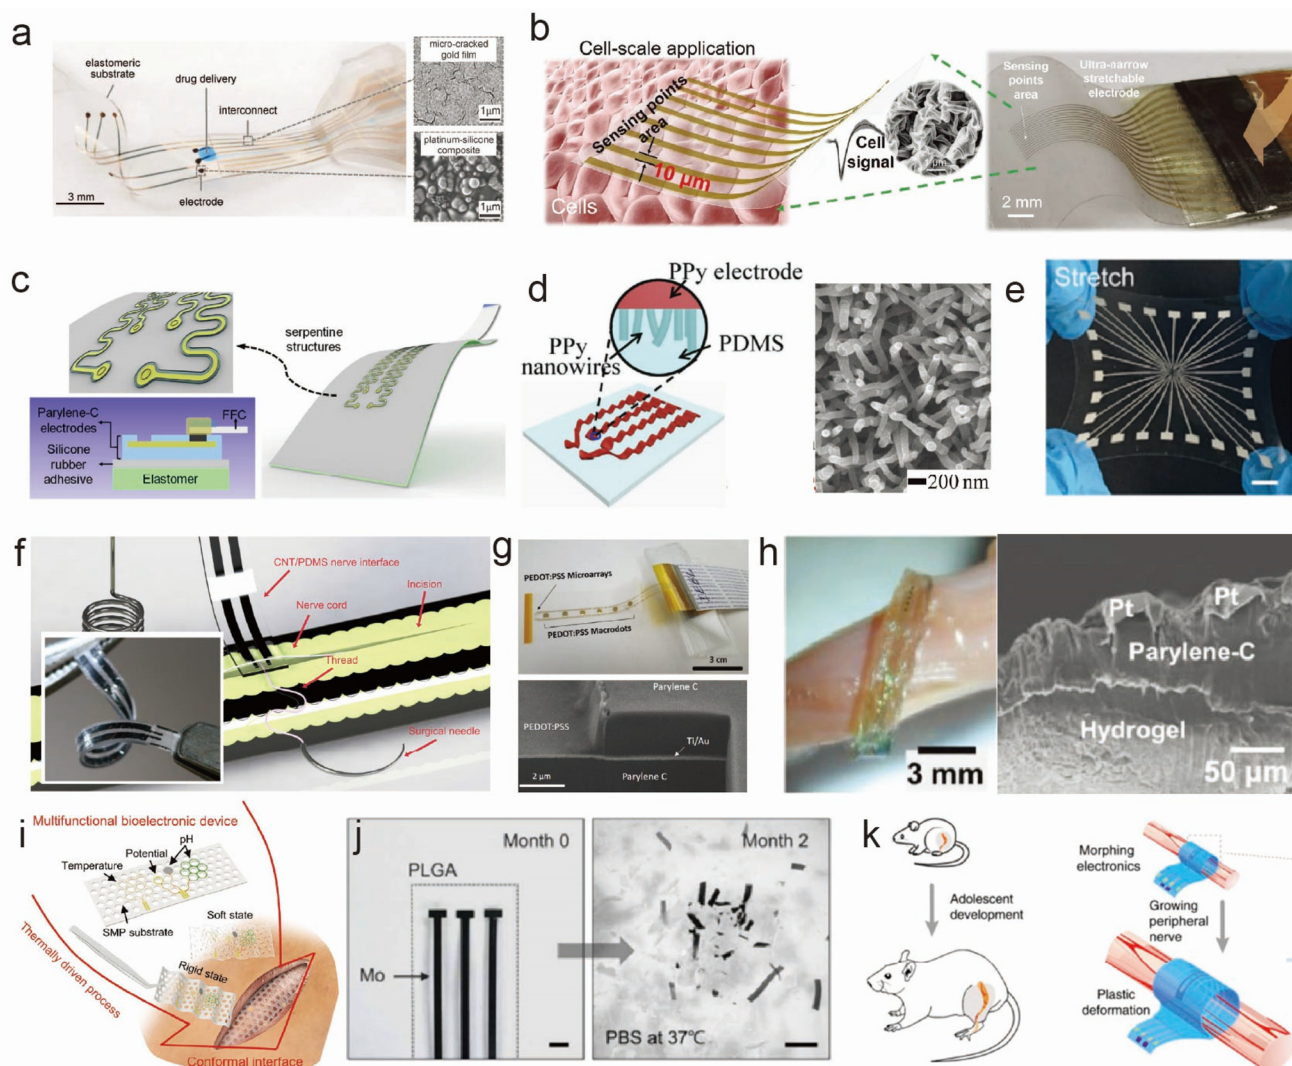 a
elastomeric
substrate
drug delivery
interconnect
electrode
3 mm
micro-cracked
gold film
1μm
platinum-silicone
composite
1μm
b
Cell-scale application
Sensing points
area
10 μm
Cells
Cell
signal
Sensing
points
area
Ultra-narrow
stretchable
electrode
2 mm
c
serpentine
structures
Parylene-C
electrodes
FFC
Silicone
rubber
adhesive
Elastomer
d
PPy electrode
PPy
nanowires
PDMS
200 nm
e
Stretch
f
CNT/PDMS nerve interface
Incision
Nerve cord
Thread
Surgical needle
g
PEDOT:PSS Microarrays
PEDOT:PSS Macrodots
3 cm
Parylene C
PEDOT:PSS
Ti/Au
2 μm
Parylene C
h
3 mm
Pt
Pt
Parylene-C
Hydrogel
50 μm
i
Multifunctional bioelectronic device
pH
Potential
Temperature
SMP substrate
Soft state
Rigid state
Thermally driven process
Conformal interface
j
Month 0
PLGA
Mo
Month 2
PBS at 37℃
k
Adolescent
development
Morphing
electronics
Growing
peripheral
nerve
Plastic
deformation